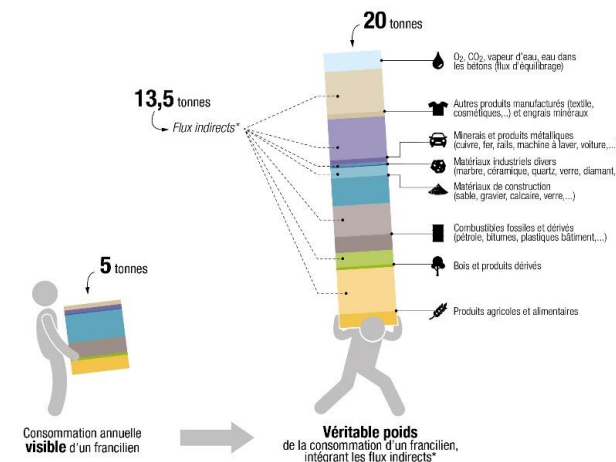 20 tonnes
O₂, CO₂, vapeur d'eau, eau dans
les bétons (flux d'équilibrage)
13,5 tonnes
Flux indirects*
Autres produits manufacturés (textile,
cosmétiques,..) et engrais minéraux
Minerais et produits métalliques
(cuivre, fer, rails, machine à laver, voiture,...
Matériaux industriels divers
(marbre, céramique, quartz, verre, diamant,
Matériaux de construction
(sable, gravier, calcaire, verre,...)
Combustibles fossiles et dérivés
(pétrole, bitumes, plastiques bâtiment,...)
Bois et produits dérivés
Produits agricoles et alimentaires
5 tonnes
Consommation annuelle
visible d'un francilien
Véritable poids
de la consommation d'un francilien,
intégrant les flux indirects*